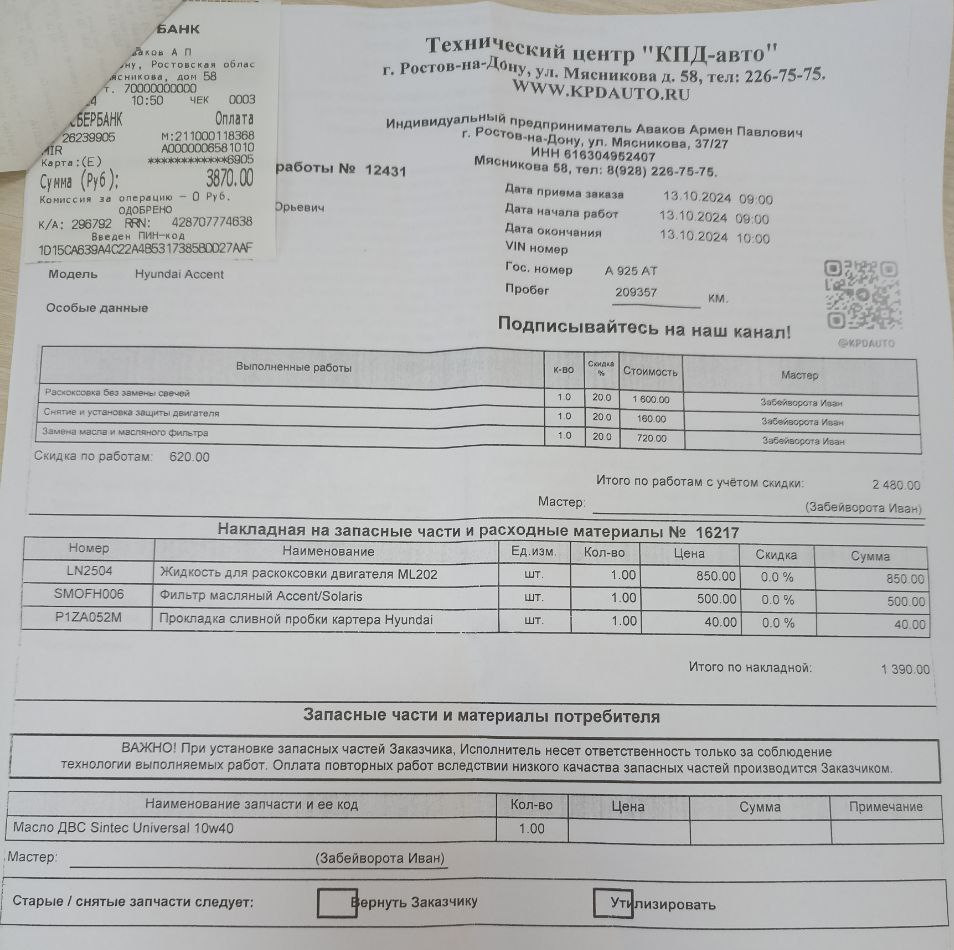 БАНК
ваков А П
ону, Ростовская облас
мясникова, дом 58
т. 70000000000
24 10:50 ЧЕК 0003
СБЕРБАНК Оплата
26239905 М:211000118368
MIR A0000006581010
Карта:(E) ************6905
Сумма (Руб): 3870.00
Комиссия за операцию – 0 Руб.
ОДОБРЕНО
К/А: 296792 RRN: 428707774638
Введен ПИН-код
1D15CA639A4C22A4B5317385BDD27AAF
Технический центр "КПД-авто"
г. Ростов-на-Дону, ул. Мясникова д. 58, тел: 226-75-75.
WWW.KPDAUTO.RU
Индивидуальный предприниматель Аваков Армен Павлович
г. Ростов-на-Дону, ул. Мясникова, 37/27
ИНН 616304952407
Мясникова 58, тел: 8(928) 226-75-75.
работы № 12431
Орьевич
Дата приема заказа 13.10.2024 09:00
Дата начала работ 13.10.2024 09:00
Дата окончания 13.10.2024 10:00
VIN номер
Гос. номер А 925 АТ
Пробег 209357 км.
Модель Hyundai Accent
Особые данные
Подписывайтесь на наш канал!
@KPDAUTO
Выполненные работы к-во Скидка % Стоимость Мастер
Раскоксовка без замены свечей 1.0 20.0 1 600.00 Забейворота Иван
Снятие и установка защиты двигателя 1.0 20.0 160.00 Забейворота Иван
Замена масла и масляного фильтра 1.0 20.0 720.00 Забейворота Иван
Скидка по работам: 620.00
Итого по работам с учётом скидки: 2 480.00
Мастер: (Забейворота Иван)
Накладная на запасные части и расходные материалы № 16217
Номер Наименование Ед.изм. Кол-во Цена Скидка Сумма
LN2504 Жидкость для раскоксовки двигателя ML202 шт. 1.00 850.00 0.0 % 850.00
SMOFH006 Фильтр масляный Accent/Solaris шт. 1.00 500.00 0.0 % 500.00
P1ZA052M Прокладка сливной пробки картера Hyundai шт. 1.00 40.00 0.0 % 40.00
Итого по накладной: 1 390.00
Запасные части и материалы потребителя
ВАЖНО! При установке запасных частей Заказчика, Исполнитель несет ответственность только за соблюдение
технологии выполняемых работ. Оплата повторных работ вследствии низкого качества запасных частей производится Заказчиком.
Наименование запчасти и ее код Кол-во Цена Сумма Примечание
Масло ДВС Sintec Universal 10w40 1.00
Мастер: (Забейворота Иван)
Старые / снятые запчасти следует: Вернуть Заказчику Утилизировать